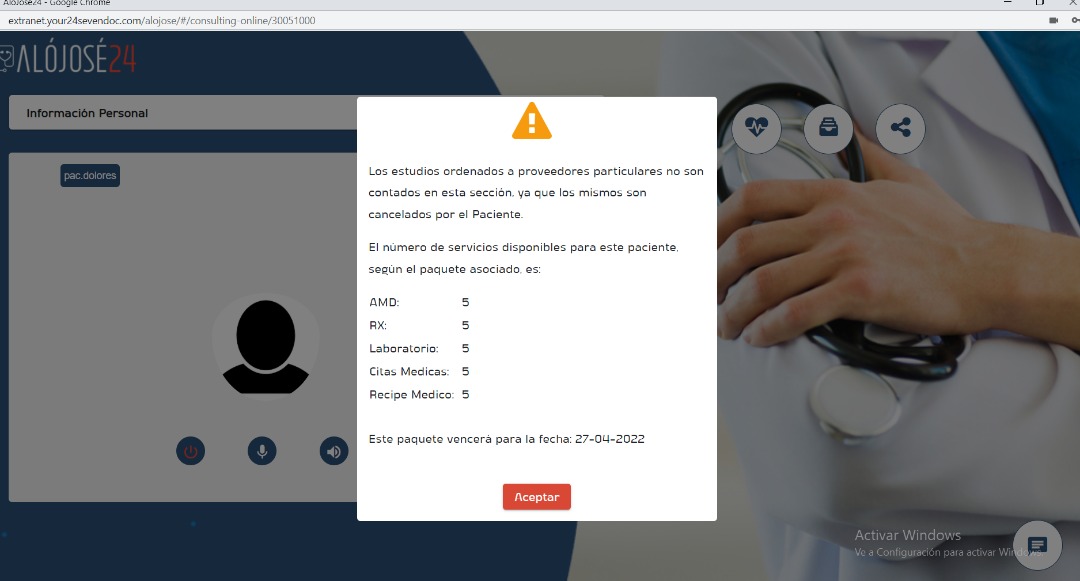 AloJose24 - Google Chrome
extranet.your24sevendoc.com/alojose/#/consulting-online/30051000
ALÓJOSÉ24
Información Personal
pac.dolores
Los estudios ordenados a proveedores particulares no son
contados en esta sección, ya que los mismos son
cancelados por el Paciente.
El número de servicios disponibles para este paciente,
según el paquete asociado, es:
AMD: 5
RX: 5
Laboratorio: 5
Citas Medicas: 5
Recipe Medico: 5
Este paquete vencerá para la fecha: 27-04-2022
Aceptar
Activar Windows
Ve a Configuración para activar Windows.